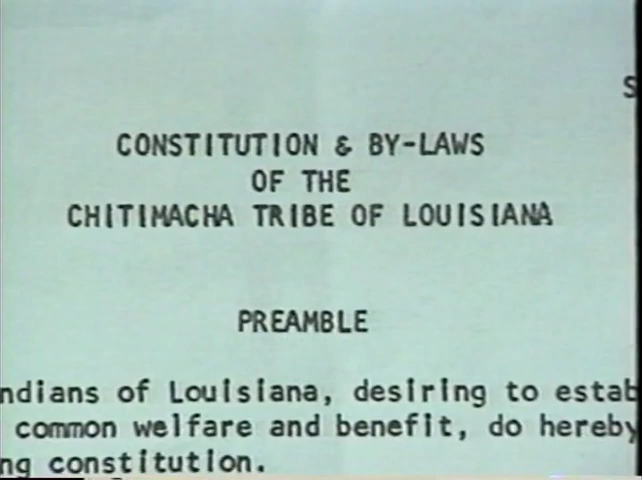 S
CONSTITUTION & BY-LAWS
OF THE
CHITIMACHA TRIBE OF LOUISIANA
PREAMBLE
ndians of Louisiana, desiring to estab
common welfare and benefit, do hereby
ng constitution.